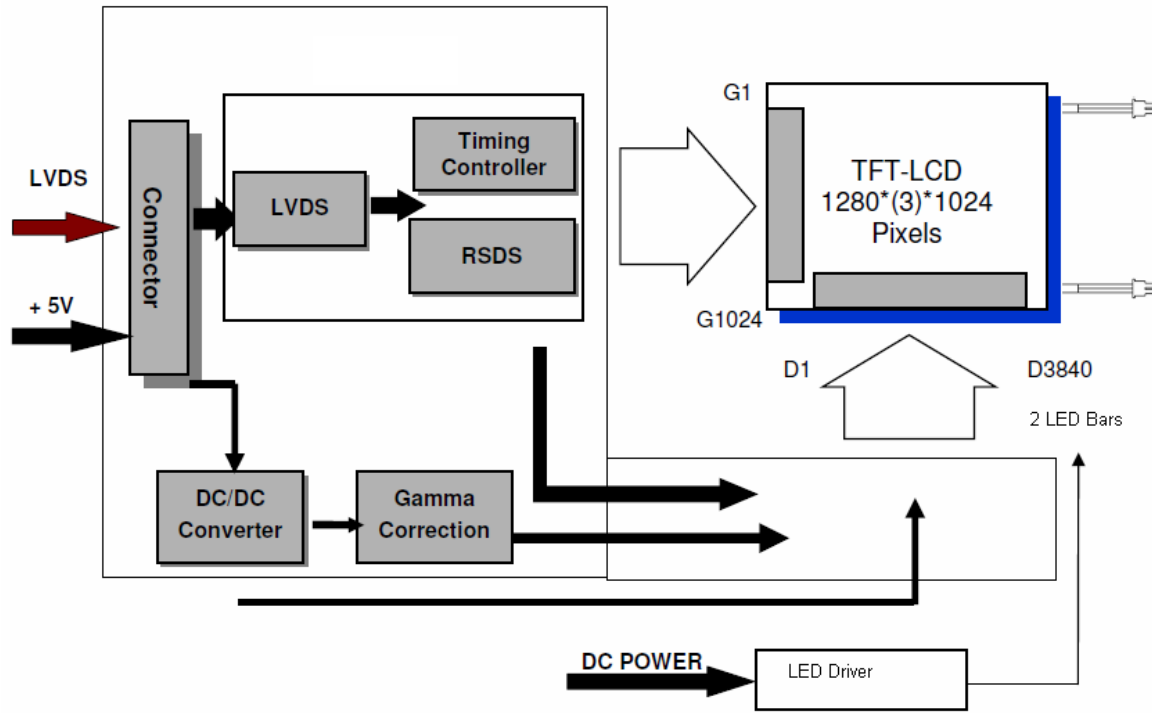 LVDS
+ 5V
Connector
LVDS
Timing
Controller
RSDS
G1
TFT-LCD
1280*(3)*1024
Pixels
G1024
D1
D3840
2 LED Bars
DC/DC
Converter
Gamma
Correction
DC POWER
LED Driver